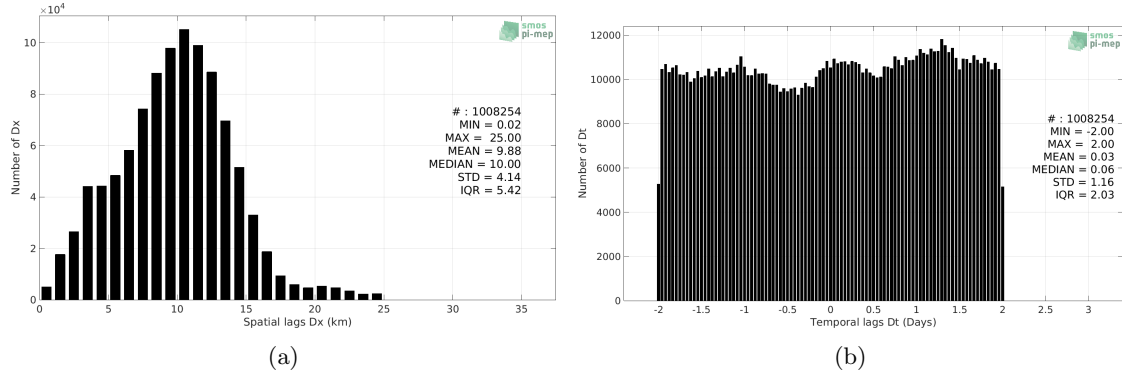 ×10^4
smos
pi-mep
10
8
6
4
2
0
Number of Dx
# : 1008254
MIN = 0.02
MAX = 25.00
MEAN = 9.88
MEDIAN = 10.00
STD = 4.14
IQR = 5.42
0 5 10 15 20 25 30 35
Spatial lags Dx (km)
(a)
smos
pi-mep
12000
10000
8000
6000
4000
2000
0
Number of Dt
# : 1008254
MIN = -2.00
MAX = 2.00
MEAN = 0.03
MEDIAN = 0.06
STD = 1.16
IQR = 2.03
-2 -1.5 -1 -0.5 0 0.5 1 1.5 2 2.5 3
Temporal lags Dt (Days)
(b)